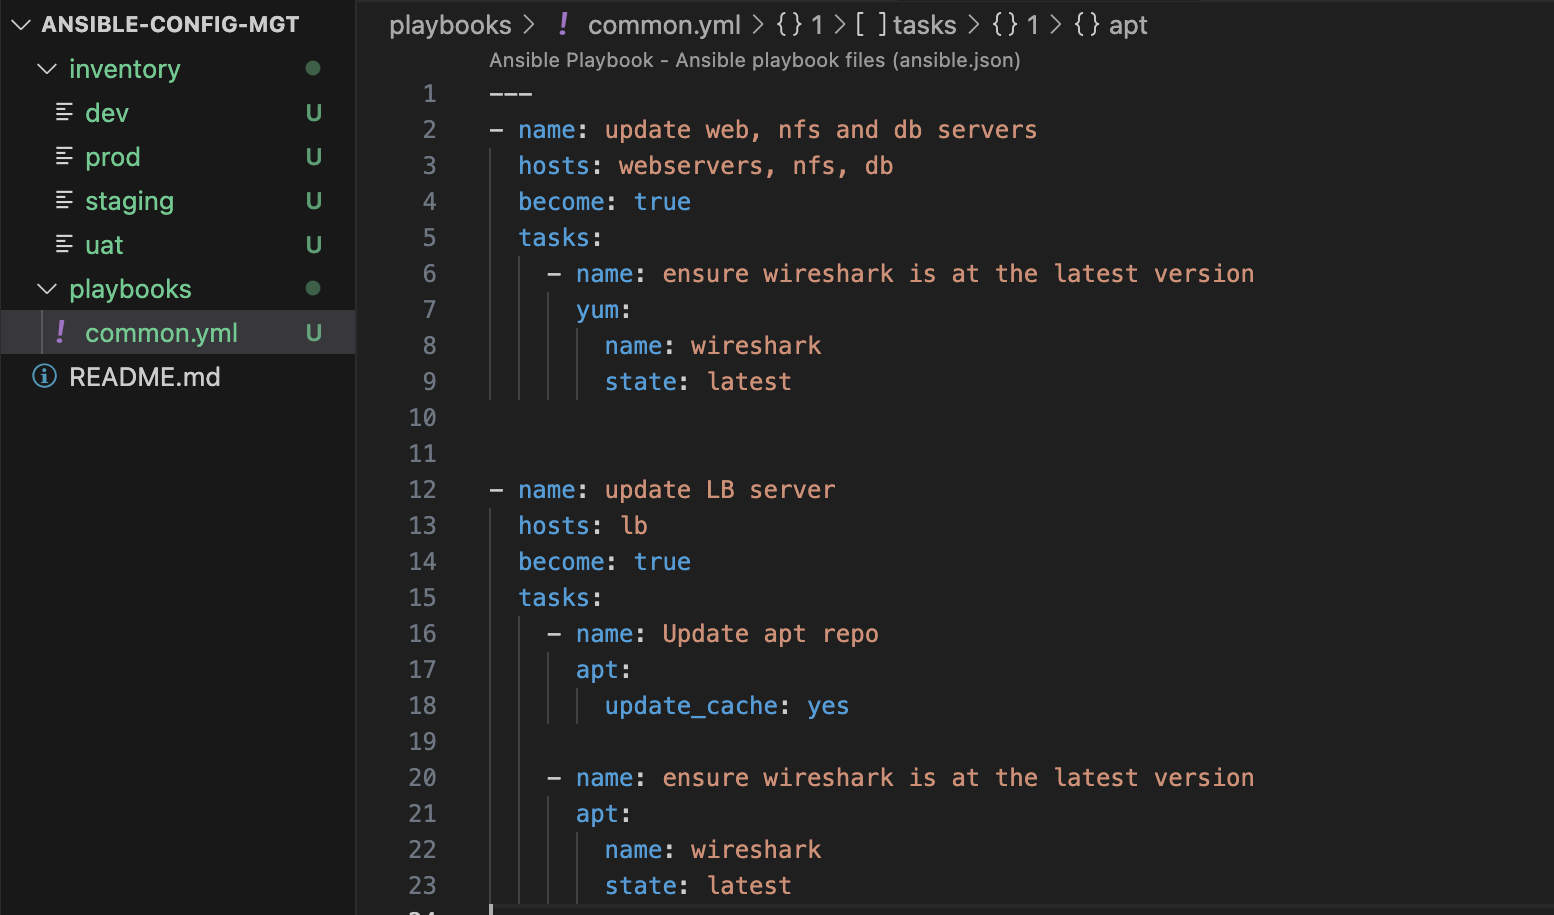 ANSIBLE-CONFIG-MGT
inventory
dev U
prod U
staging U
uat U
playbooks
! common.yml U
README.md
playbooks > ! common.yml > {} 1 > [ ] tasks > {} 1 > {} apt
Ansible Playbook - Ansible playbook files (ansible.json)
1 ---
2 - name: update web, nfs and db servers
3 hosts: webservers, nfs, db
4 become: true
5 tasks:
6 - name: ensure wireshark is at the latest version
7 yum:
8 name: wireshark
9 state: latest
10
11
12 - name: update LB server
13 hosts: lb
14 become: true
15 tasks:
16 - name: Update apt repo
17 apt:
18 update_cache: yes
19
20 - name: ensure wireshark is at the latest version
21 apt:
22 name: wireshark
23 state: latest